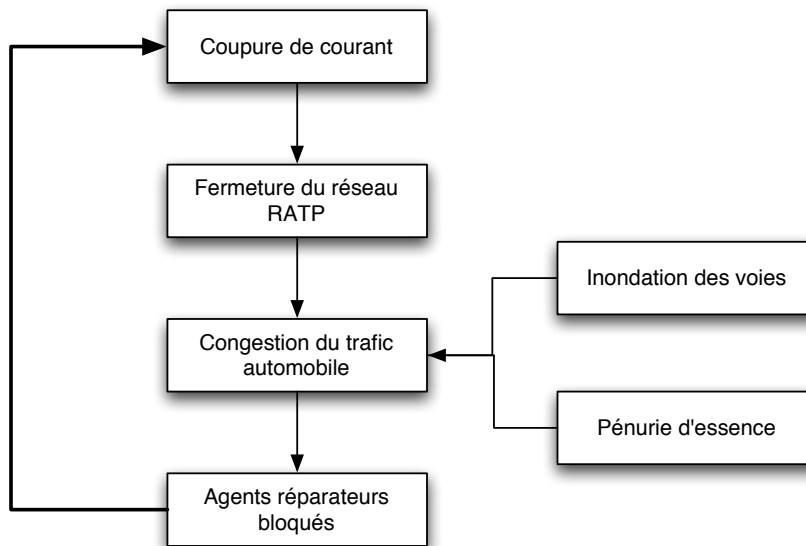 Coupure de courant
Fermeture du réseau
RATP
Inondation des voies
Congestion du trafic
automobile
Pénurie d'essence
Agents réparateurs
bloqués